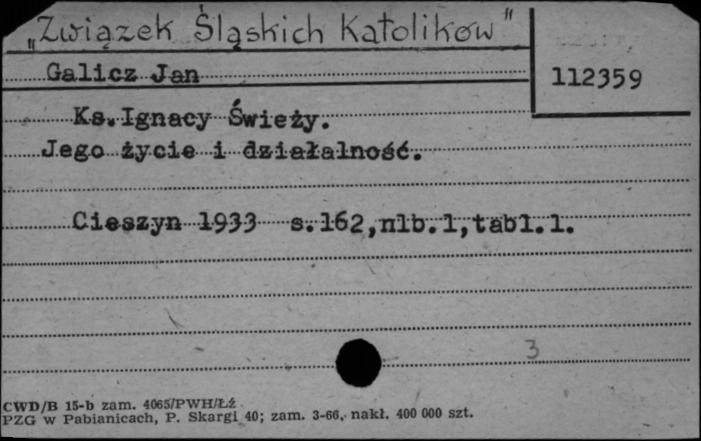 „Związek Śląskich Katolików"
Galicz Jan
112359
Ks.Ignacy Świeży.
Jego życie i działalność.
Cieszyn 1933 s.162,nlb.1,tabl.1.
3
CWD/B 15-b zam. 4065/PWH/Łź
PZG w Pabianicach, P. Skargi 40; zam. 3-66, nakł. 400 000 szt.